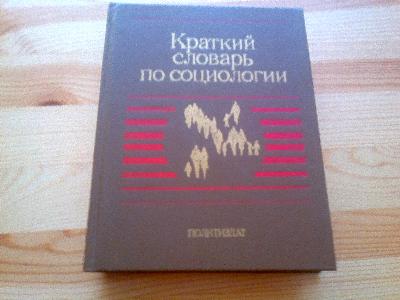 Краткий
словарь
по социологии
ПОЛИТИЗДАТ